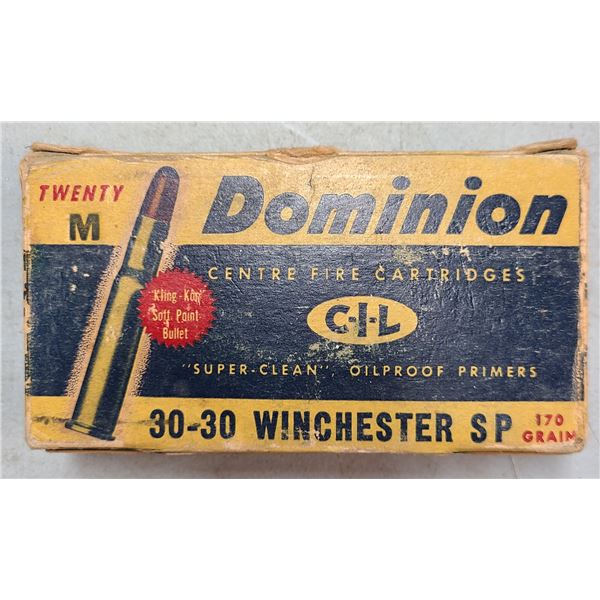 TWENTY
M
Dominion
CENTRE FIRE CARTRIDGES
Kling-Kor
Soft Point
Bullet
C-I-L
"SUPER-CLEAN" OILPROOF PRIMERS
30-30 WINCHESTER SP
170
GRAIN